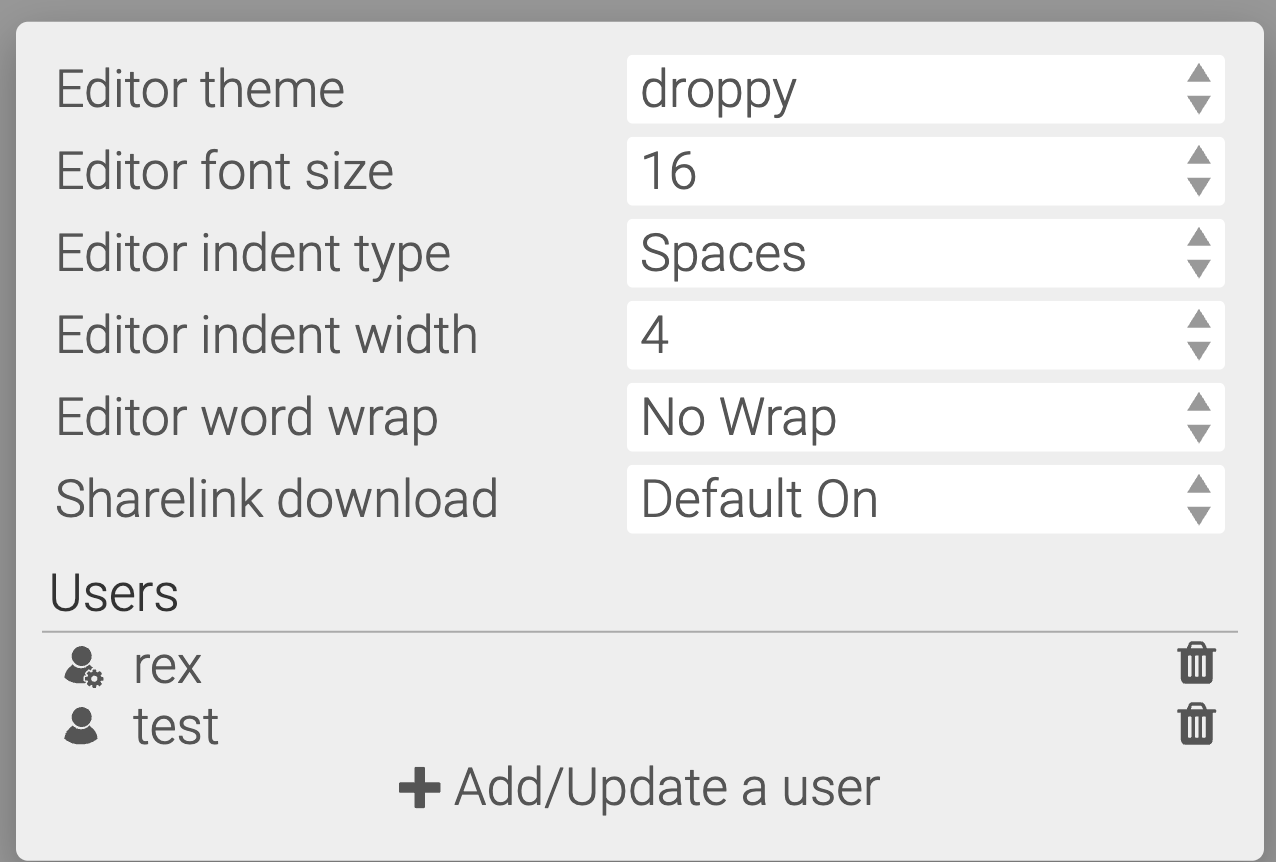 Editor theme droppy
Editor font size 16
Editor indent type Spaces
Editor indent width 4
Editor word wrap No Wrap
Sharelink download Default On
Users
rex
test
Add/Update a user